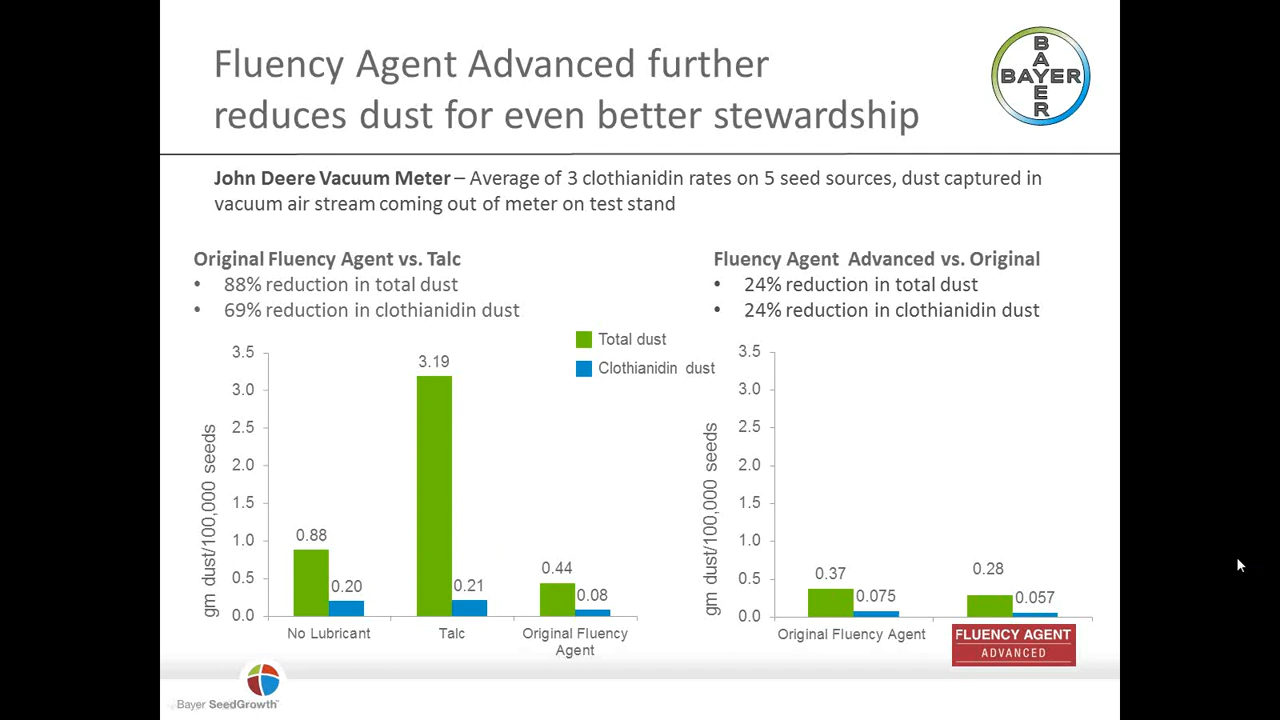 Fluency Agent Advanced further
reduces dust for even better stewardship
BAYER
BAYER
John Deere Vacuum Meter – Average of 3 clothianidin rates on 5 seed sources, dust captured in
vacuum air stream coming out of meter on test stand
Original Fluency Agent vs. Talc
• 88% reduction in total dust
• 69% reduction in clothianidin dust
Fluency Agent Advanced vs. Original
• 24% reduction in total dust
• 24% reduction in clothianidin dust
Total dust
Clothianidin dust
gm dust/100,000 seeds
3.5
3.0
2.5
2.0
1.5
1.0
0.5
0.0
0.88
0.20
3.19
0.21
0.44
0.08
No Lubricant
Talc
Original Fluency
Agent
gm dust/100,000 seeds
3.5
3.0
2.5
2.0
1.5
1.0
0.5
0.0
0.37
0.075
0.28
0.057
Original Fluency Agent
FLUENCY AGENT
ADVANCED
Bayer SeedGrowth™